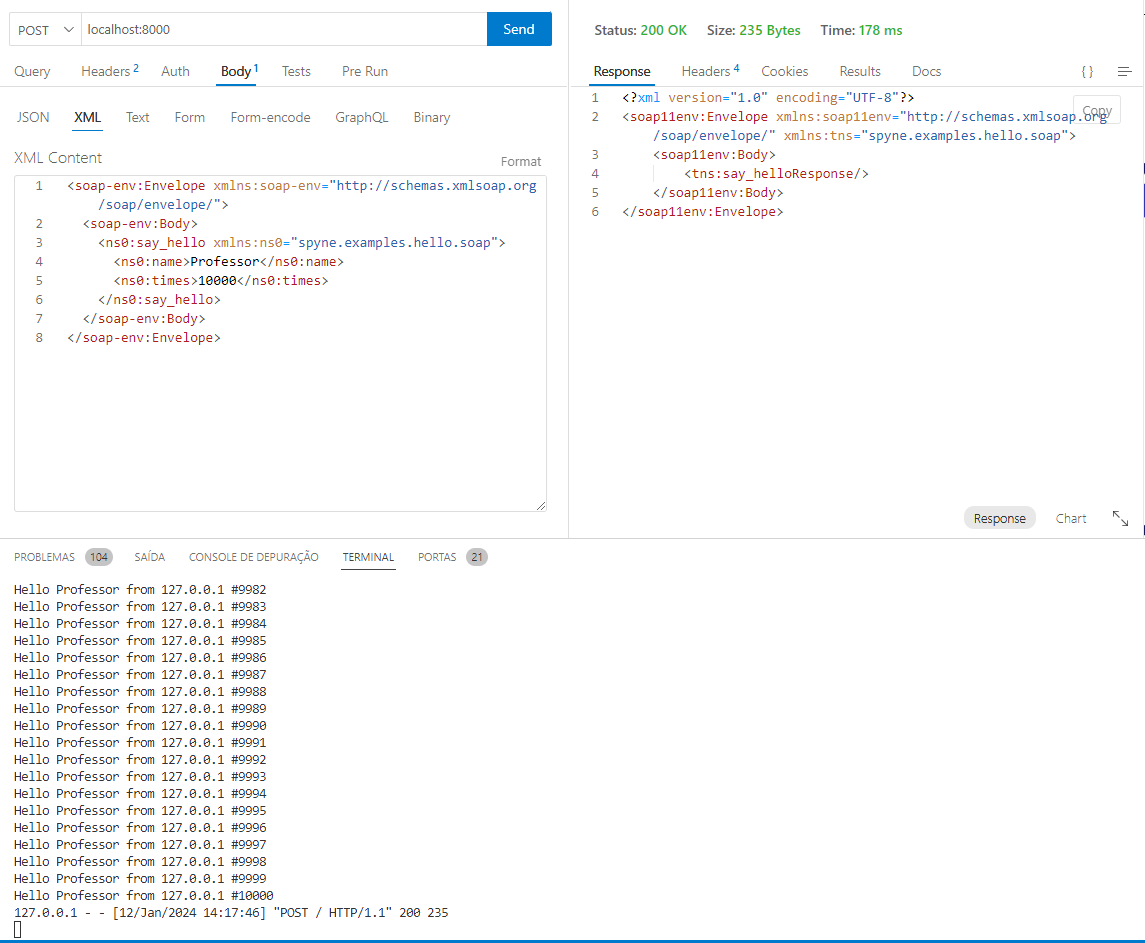 POST localhost:8000 Send
Query Headers 2 Auth Body 1 Tests Pre Run
JSON XML Text Form Form-encode GraphQL Binary
XML Content
Format
1 <soap-env:Envelope xmlns:soap-env="http://schemas.xmlsoap.org
/soap/envelope/">
2 <soap-env:Body>
3 <ns0:say_hello xmlns:ns0="spyne.examples.hello.soap">
4 <ns0:name>Professor</ns0:name>
5 <ns0:times>10000</ns0:times>
6 </ns0:say_hello>
7 </soap-env:Body>
8 </soap-env:Envelope>
Status: 200 OK Size: 235 Bytes Time: 178 ms
Response Headers 4 Cookies Results Docs { }
Copy
1 <?xml version="1.0" encoding="UTF-8"?>
2 <soap11env:Envelope xmlns:soap11env="http://schemas.xmlsoap.org
/soap/envelope/" xmlns:tns="spyne.examples.hello.soap">
3 <soap11env:Body>
4 <tns:say_helloResponse/>
5 </soap11env:Body>
6 </soap11env:Envelope>
Response Chart
PROBLEMAS 104 SAÍDA CONSOLE DE DEPURAÇÃO TERMINAL PORTAS 21
Hello Professor from 127.0.0.1 #9982
Hello Professor from 127.0.0.1 #9983
Hello Professor from 127.0.0.1 #9984
Hello Professor from 127.0.0.1 #9985
Hello Professor from 127.0.0.1 #9986
Hello Professor from 127.0.0.1 #9987
Hello Professor from 127.0.0.1 #9988
Hello Professor from 127.0.0.1 #9989
Hello Professor from 127.0.0.1 #9990
Hello Professor from 127.0.0.1 #9991
Hello Professor from 127.0.0.1 #9992
Hello Professor from 127.0.0.1 #9993
Hello Professor from 127.0.0.1 #9994
Hello Professor from 127.0.0.1 #9995
Hello Professor from 127.0.0.1 #9996
Hello Professor from 127.0.0.1 #9997
Hello Professor from 127.0.0.1 #9998
Hello Professor from 127.0.0.1 #9999
Hello Professor from 127.0.0.1 #10000
127.0.0.1 - - [12/Jan/2024 14:17:46] "POST / HTTP/1.1" 200 235